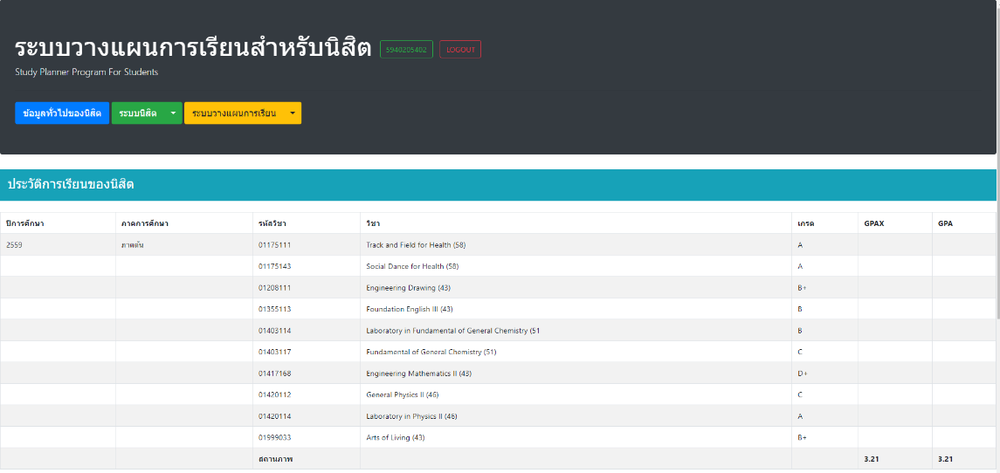 ระบบวางแผนการเรียนสำหรับนิสิต 5940205402 LOGOUT
Study Planner Program For Students
ข้อมูลทั่วไปของนิสิต ระบบนิสิต ระบบวางแผนการเรียน
ประวัติการเรียนของนิสิต
ปีการศึกษา ภาคการศึกษา รหัสวิชา วิชา เกรด GPAX GPA
2559 ภาคต้น 01175111 Track and Field for Health (58) A
01175143 Social Dance for Health (58) A
01208111 Engineering Drawing (43) B+
01355113 Foundation English III (43) B
01403114 Laboratory in Fundamental of General Chemistry (51 B
01403117 Fundamental of General Chemistry (51) C
01417168 Engineering Mathematics II (43) D+
01420112 General Physics II (46) C
01420114 Laboratory in Physics II (46) A
01999033 Arts of Living (43) B+
สถานภาพ 3.21 3.21